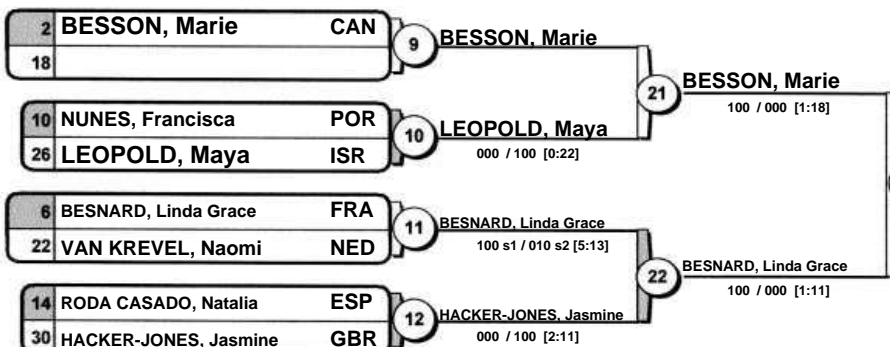 2 BESSON, Marie CAN
18
9
BESSON, Marie
10 NUNES, Francisca POR
26 LEOPOLD, Maya ISR
10
LEOPOLD, Maya
000 / 100 [0:22]
21
BESSON, Marie
100 / 000 [1:18]
6 BESNARD, Linda Grace FRA
22 VAN KREVEL, Naomi NED
11
BESNARD, Linda Grace
100 s1 / 010 s2 [5:13]
14 RODA CASADO, Natalia ESP
30 HACKER-JONES, Jasmine GBR
12
HACKER-JONES, Jasmine
000 / 100 [2:11]
22
BESNARD, Linda Grace
100 / 000 [1:11]